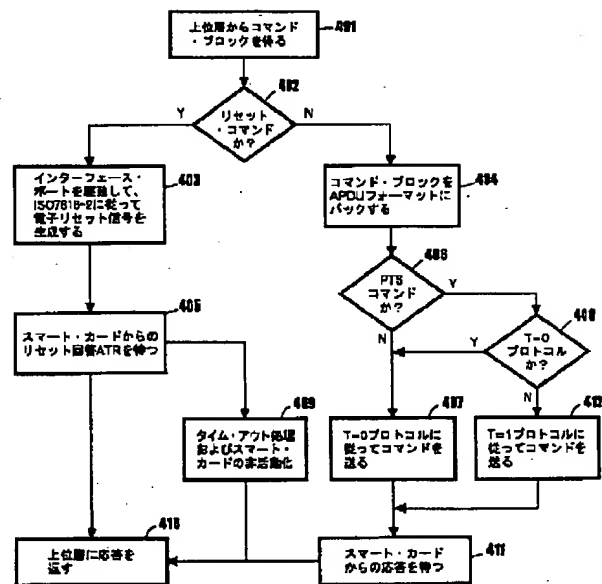 上位層からコマンド
・ブロックを得る
401
402
リセット
・コマンド
か?
Y
N
インターフェース・
ポートを駆動して、
ISO7816-2に従って
電子リセット信号を
生成する
403
コマンド・ブロックを
APDUフォーマットに
パックする
404
PTS
コマンド
か?
406
Y
N
T=0
プロトコル
か?
408
Y
N
スマート・カードからの
リセット回答ATRを待つ
405
タイム・アウト処理
およびスマート・
カードの非活動化
409
T=0プロトコルに
従ってコマンドを
送る
407
T=1プロトコルに
従ってコマンドを
送る
上位層に応答を
返す
スマート・カード
からの応答を待つ
411